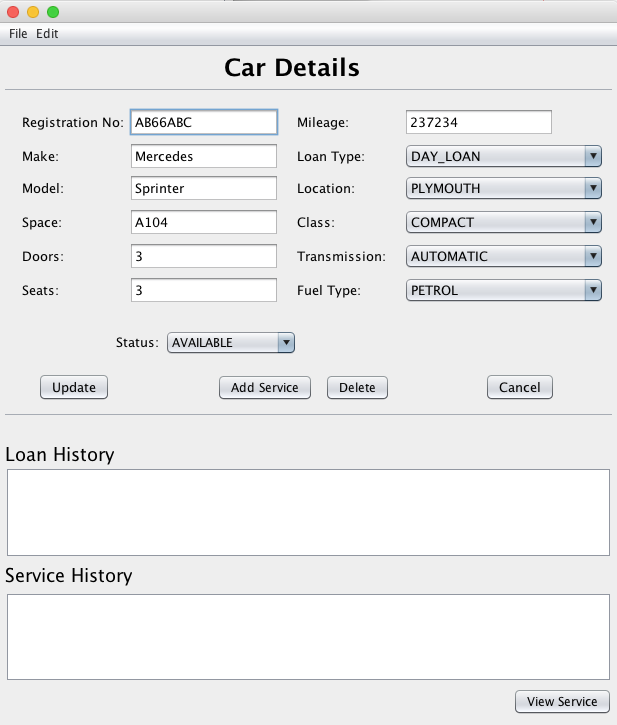 File Edit
Car Details
Registration No: AB66ABC Mileage: 237234
Make: Mercedes Loan Type: DAY_LOAN
Model: Sprinter Location: PLYMOUTH
Space: A104 Class: COMPACT
Doors: 3 Transmission: AUTOMATIC
Seats: 3 Fuel Type: PETROL
Status: AVAILABLE
Update Add Service Delete Cancel
Loan History
Service History
View Service